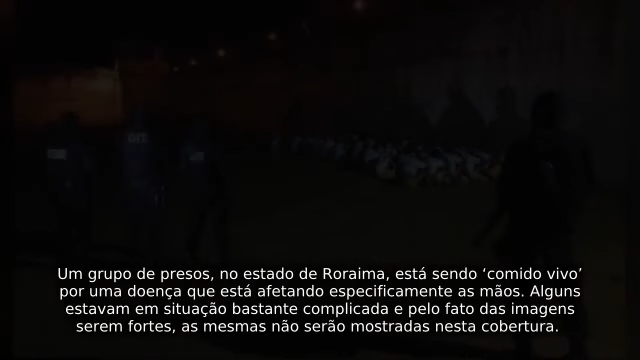 Um grupo de presos, no estado de Roraima, está sendo ‘comido vivo’
por uma doença que está afetando especificamente as mãos. Alguns
estavam em situação bastante complicada e pelo fato das imagens
serem fortes, as mesmas não serão mostradas nesta cobertura.